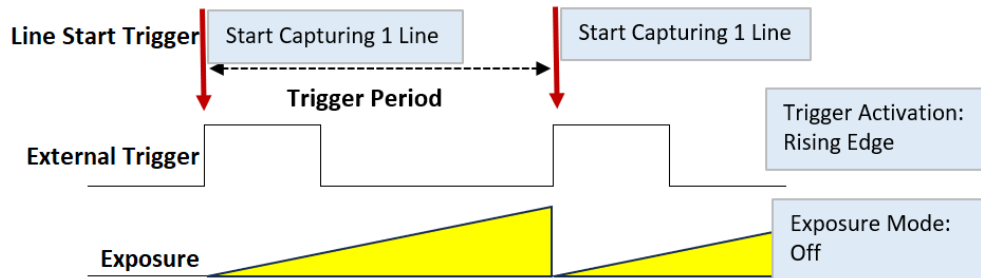 Line Start Trigger
Start Capturing 1 Line
Start Capturing 1 Line
Trigger Period
External Trigger
Trigger Activation:
Rising Edge
Exposure
Exposure Mode:
Off